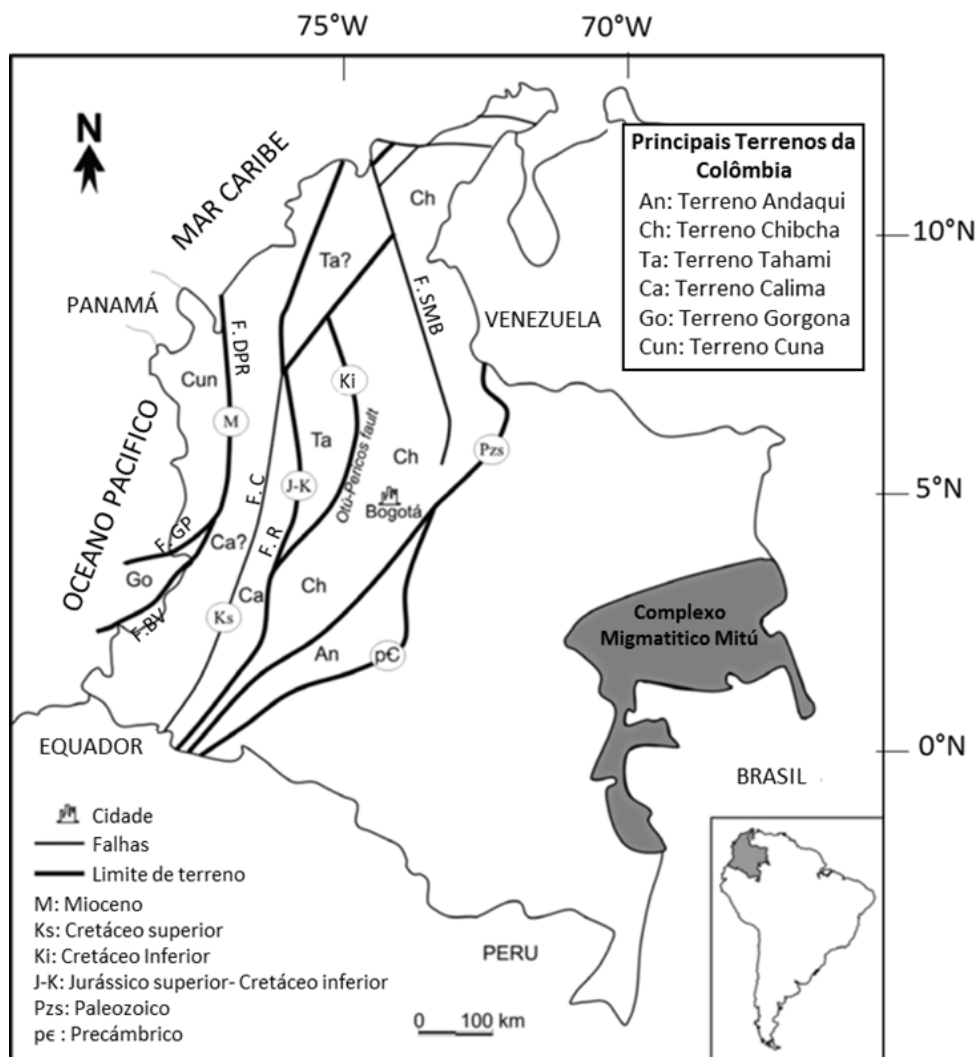 75°W
70°W
N
MAR CARIBE
Principais Terrenos da
Colômbia
An: Terreno Andaqui
Ch: Terreno Chibcha
Ta: Terreno Tahami
Ca: Terreno Calima
Go: Terreno Gorgona
Cun: Terreno Cuna
Ch
10°N
Ta?
F. SMB
PANAMÁ
VENEZUELA
F. DPR
Cun
Ki
M
OCEANO PACIFICO
Ta
Otú-Pericos fault
Ch
Pzs
F. C
J-K
Bogotá
5°N
F. GP
Ca?
F. R
Go
Ca
Ch
F.BV
Ks
Complexo
Migmatitico Mitú
An
p€
EQUADOR
0°N
BRASIL
Cidade
Falhas
Limite de terreno
M: Mioceno
Ks: Cretáceo superior
Ki: Cretáceo Inferior
J-K: Jurássico superior- Cretáceo inferior
Pzs: Paleozoico
pє : Precámbrico
PERU
0 100 km